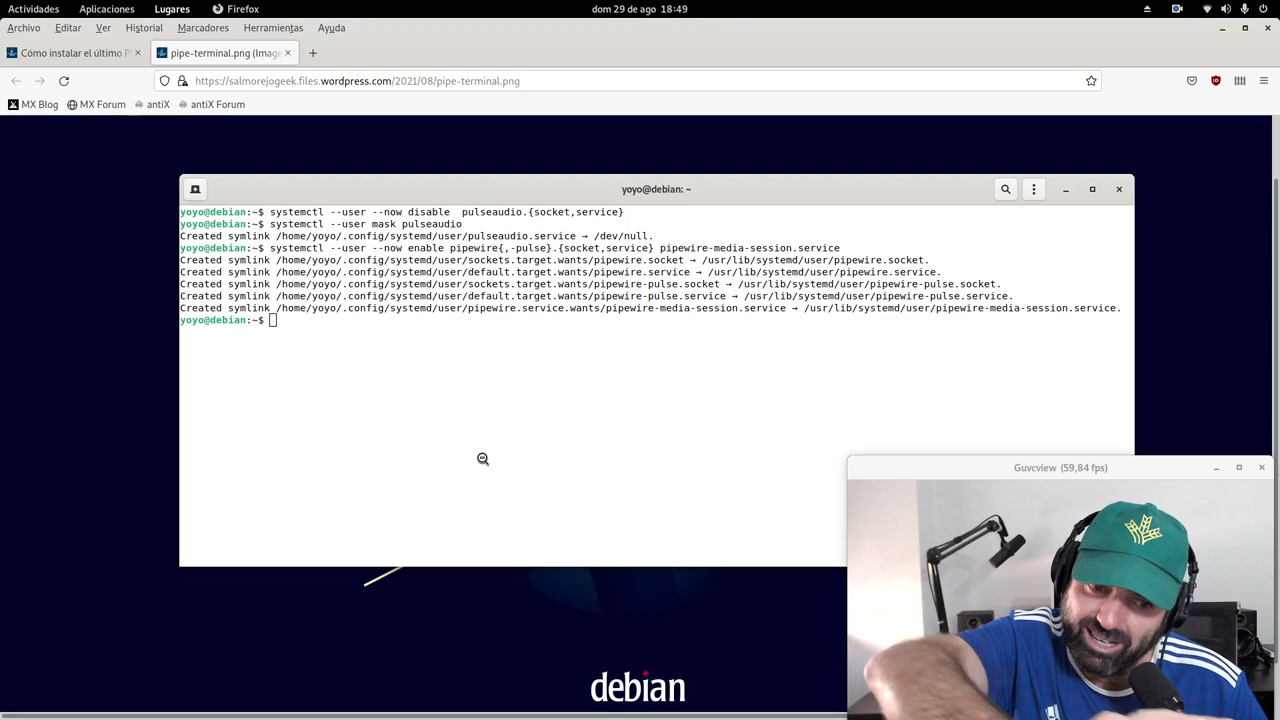 Actividades Aplicaciones Lugares Firefox dom 29 de ago 18:49
Archivo Editar Ver Historial Marcadores Herramientas Ayuda
Cómo instalar el último P pipe-terminal.png (Image
https://salmorejogeek.files.wordpress.com/2021/08/pipe-terminal.png
MX Blog MX Forum antiX antiX Forum
yoyo@debian: ~
yoyo@debian:~$ systemctl --user --now disable  pulseaudio.{socket,service}
yoyo@debian:~$ systemctl --user mask pulseaudio
Created symlink /home/yoyo/.config/systemd/user/pulseaudio.service → /dev/null.
yoyo@debian:~$ systemctl --user --now enable pipewire{,-pulse}.{socket,service} pipewire-media-session.service
Created symlink /home/yoyo/.config/systemd/user/sockets.target.wants/pipewire.socket → /usr/lib/systemd/user/pipewire.socket.
Created symlink /home/yoyo/.config/systemd/user/default.target.wants/pipewire.service → /usr/lib/systemd/user/pipewire.service.
Created symlink /home/yoyo/.config/systemd/user/sockets.target.wants/pipewire-pulse.socket → /usr/lib/systemd/user/pipewire-pulse.socket.
Created symlink /home/yoyo/.config/systemd/user/default.target.wants/pipewire-pulse.service → /usr/lib/systemd/user/pipewire-pulse.service.
Created symlink /home/yoyo/.config/systemd/user/pipewire.service.wants/pipewire-media-session.service → /usr/lib/systemd/user/pipewire-media-session.service.
yoyo@debian:~$
Guvcview (59,84 fps)
debian